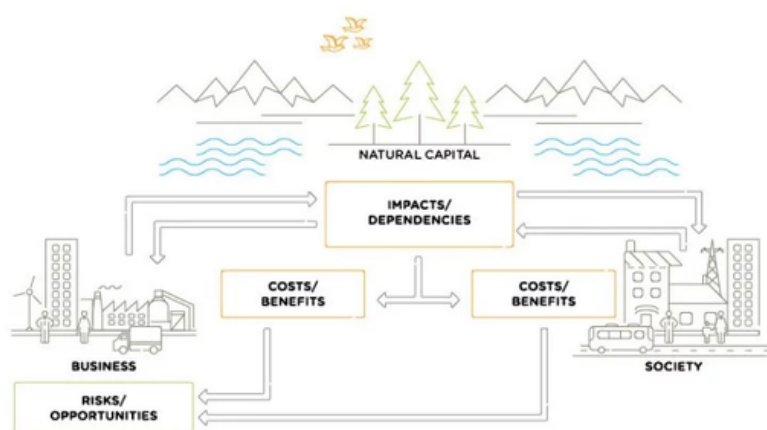 NATURAL CAPITAL
IMPACTS/
DEPENDENCIES
COSTS/
BENEFITS
COSTS/
BENEFITS
BUSINESS
SOCIETY
RISKS/
OPPORTUNITIES